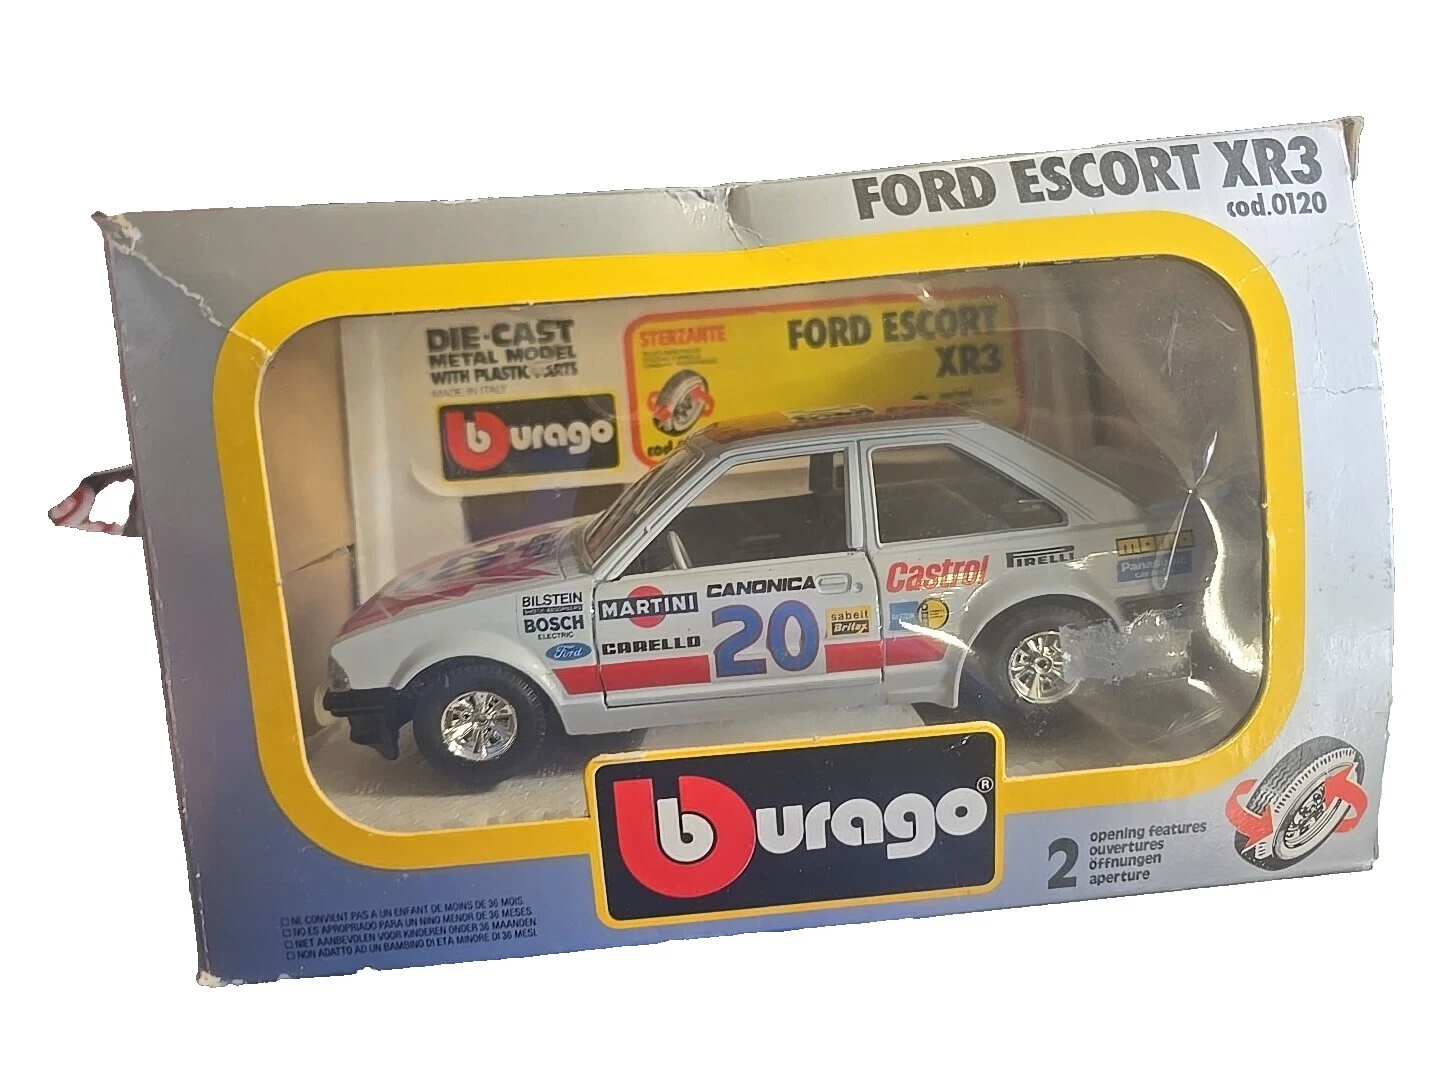 FORD ESCORT XR3
cod.0120
DIE-CAST
METAL MODEL
WITH PLASTIC PARTS
MADE IN ITALY
burago
STERZANTE
FORD ESCORT
XR3
BILSTEIN
BOSCH
ELECTRIC
Ford
MARTINI
CARELLO
CANONICA
20
sabelt
Britax
Castrol
PIRELLI
momo
Panasonic
burago®
2
opening features
ouvertures
öffnungen
aperture
NE CONVIENT PAS A UN ENFANT DE MOINS DE 36 MOIS.
NO ES APROPRIADO PARA UN NINO MENOR DE 36 MESES.
NIET AANBEVOLEN VOOR KINDEREN ONDER 36 MAANDEN.
NON ADATTO AD UN BAMBINO DI ETA MINORE DI 36 MESI.